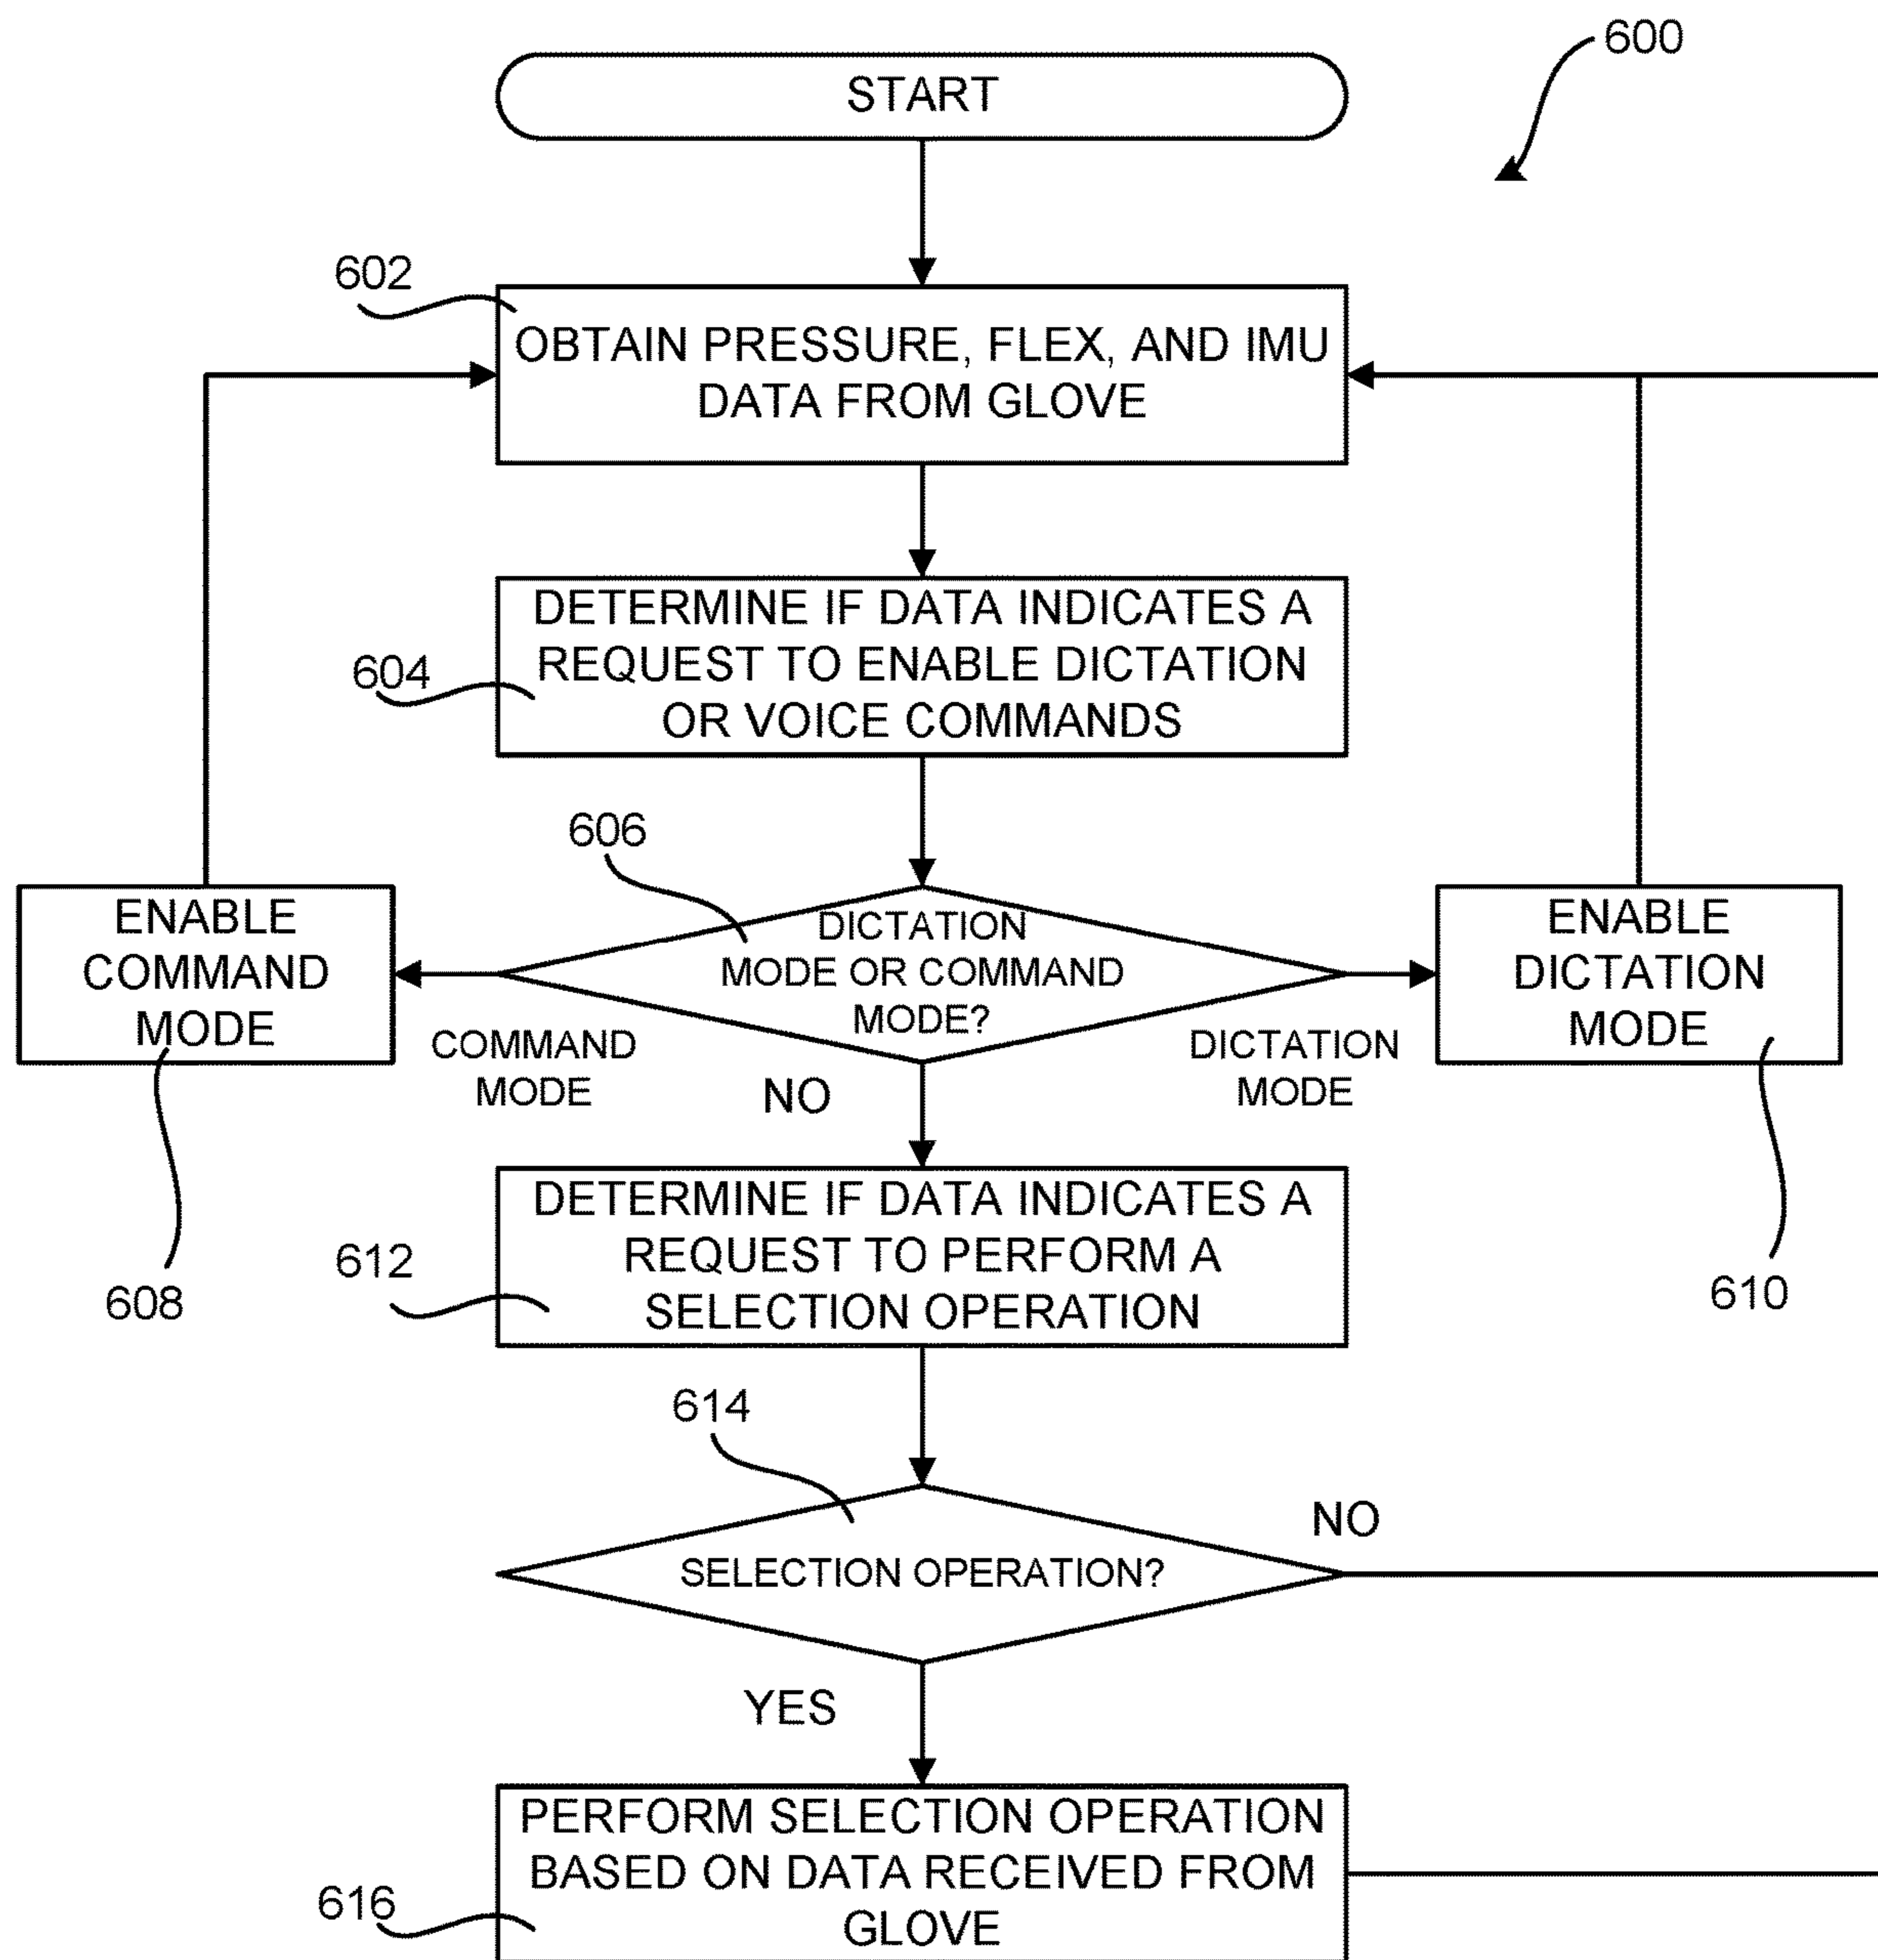 600
START
602
OBTAIN PRESSURE, FLEX, AND IMU
DATA FROM GLOVE
604
DETERMINE IF DATA INDICATES A
REQUEST TO ENABLE DICTATION
OR VOICE COMMANDS
606
DICTATION
MODE OR COMMAND
MODE?
ENABLE
COMMAND
MODE
COMMAND
MODE
NO
DICTATION
MODE
ENABLE
DICTATION
MODE
608
610
612
DETERMINE IF DATA INDICATES A
REQUEST TO PERFORM A
SELECTION OPERATION
614
SELECTION OPERATION?
NO
YES
616
PERFORM SELECTION OPERATION
BASED ON DATA RECEIVED FROM
GLOVE